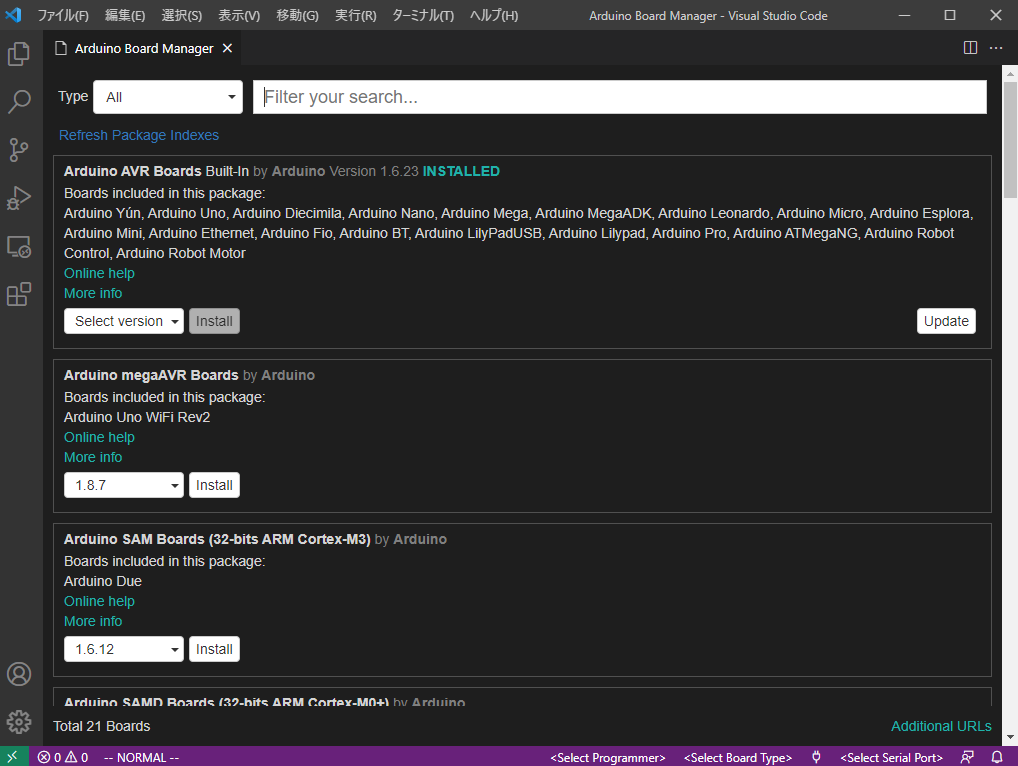 ファイル(F) 編集(E) 選択(S) 表示(V) 移動(G) 実行(R) ターミナル(T) ヘルプ(H) Arduino Board Manager - Visual Studio Code
Arduino Board Manager
Type All Filter your search...
Refresh Package Indexes
Arduino AVR Boards Built-In by Arduino Version 1.6.23 INSTALLED
Boards included in this package:
Arduino Yún, Arduino Uno, Arduino Diecimila, Arduino Nano, Arduino Mega, Arduino MegaADK, Arduino Leonardo, Arduino Micro, Arduino Esplora,
Arduino Mini, Arduino Ethernet, Arduino Fio, Arduino BT, Arduino LilyPadUSB, Arduino Lilypad, Arduino Pro, Arduino ATMegaNG, Arduino Robot
Control, Arduino Robot Motor
Online help
More info
Select version Install Update
Arduino megaAVR Boards by Arduino
Boards included in this package:
Arduino Uno WiFi Rev2
Online help
More info
1.8.7 Install
Arduino SAM Boards (32-bits ARM Cortex-M3) by Arduino
Boards included in this package:
Arduino Due
Online help
More info
1.6.12 Install
Arduino SAMD Boards (32-bits ARM Cortex-M0+) by Arduino
Total 21 Boards Additional URLs
0 0 -- NORMAL -- <Select Programmer> <Select Board Type> <Select Serial Port>